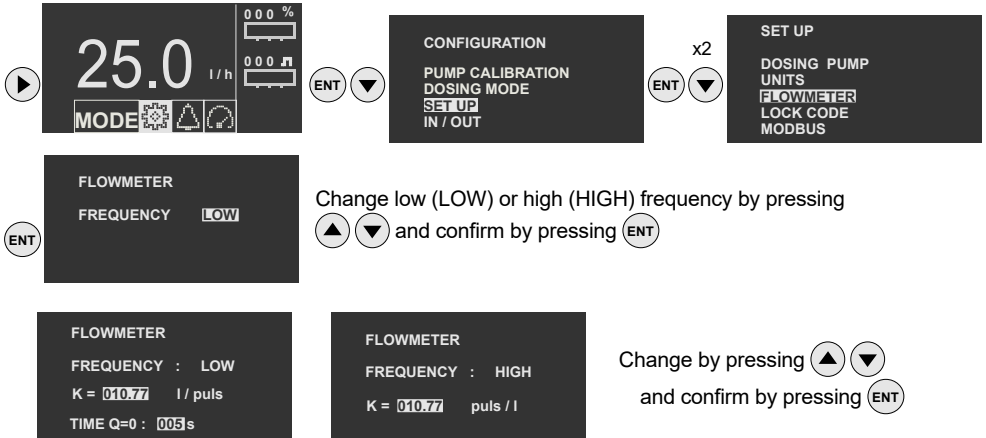 000 %
25.0 l / h
000
MODE
ENT
CONFIGURATION
PUMP CALIBRATION
DOSING MODE
SET UP
IN / OUT
x2
ENT
SET UP
DOSING PUMP
UNITS
FLOWMETER
LOCK CODE
MODBUS
ENT
FLOWMETER
FREQUENCY LOW
Change low (LOW) or high (HIGH) frequency by pressing
and confirm by pressing ENT
FLOWMETER
FREQUENCY : LOW
K = 010.77 l / puls
TIME Q=0 : 005 s
FLOWMETER
FREQUENCY : HIGH
K = 010.77 puls / l
Change by pressing
and confirm by pressing ENT